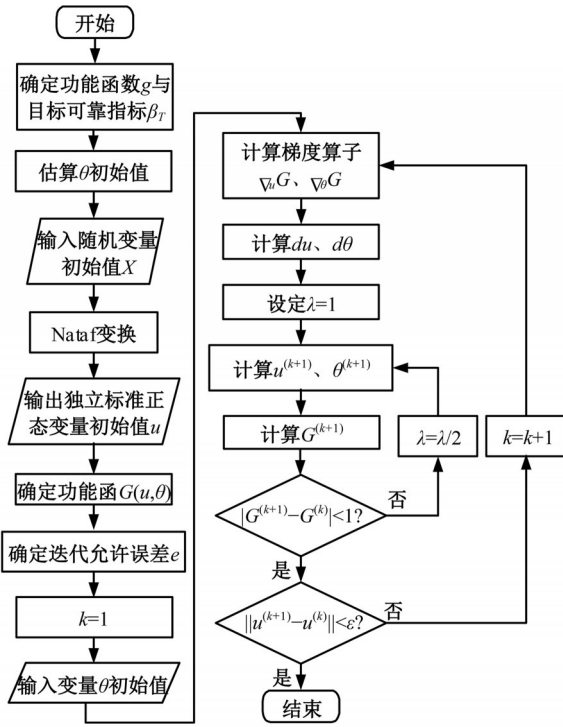 开始
确定功能函数g与
目标可靠指标β_T
估算θ初始值
输入随机变量
初始值X
Nataf变换
输出独立标准正
态变量初始值u
确定功能函G(u,θ)
确定迭代允许误差e
k=1
输入变量θ初始值
计算梯度算子
∇uG、∇θG
计算du、dθ
设定λ=1
计算u^(k+1)、θ^(k+1)
计算G^(k+1)
λ=λ/2
k=k+1
|G^(k+1)−G^(k)|<1?
否
是
||u^(k+1)−u^(k)||<ε?
否
是
结束